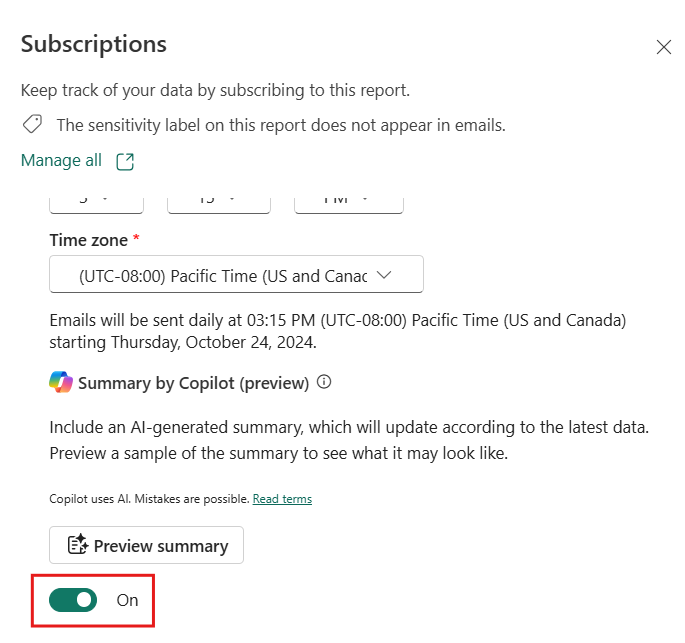 Subscriptions
Keep track of your data by subscribing to this report.
The sensitivity label on this report does not appear in emails.
Manage all
3 15 PM
Time zone *
(UTC-08:00) Pacific Time (US and Canac
Emails will be sent daily at 03:15 PM (UTC-08:00) Pacific Time (US and Canada)
starting Thursday, October 24, 2024.
Summary by Copilot (preview)
Include an AI-generated summary, which will update according to the latest data.
Preview a sample of the summary to see what it may look like.
Copilot uses AI. Mistakes are possible. Read terms
Preview summary
On